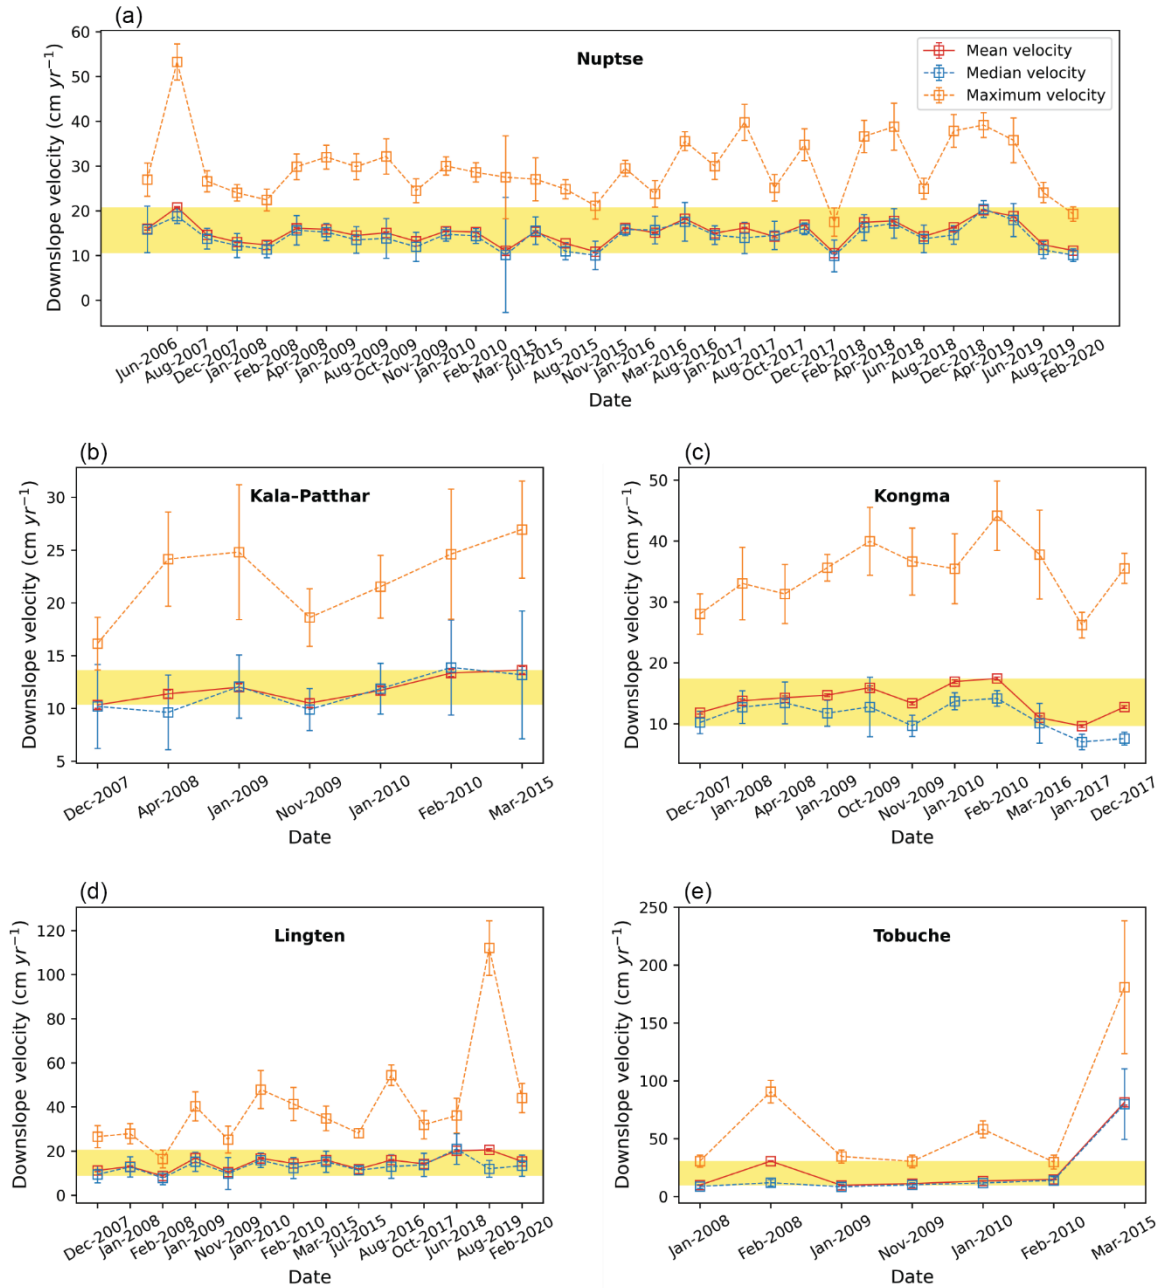 (a)
Nuptse
Mean velocity
Median velocity
Maximum velocity
Downslope velocity (cm yr⁻¹)
60
50
40
30
20
10
0
Jun-2006
Aug-2007
Dec-2007
Jan-2008
Feb-2008
Apr-2008
Jan-2009
Aug-2009
Oct-2009
Nov-2009
Jan-2010
Feb-2010
Mar-2015
Jul-2015
Aug-2015
Nov-2015
Jan-2016
Mar-2016
Aug-2016
Jan-2017
Aug-2017
Oct-2017
Dec-2017
Feb-2018
Apr-2018
Jun-2018
Aug-2018
Dec-2018
Apr-2019
Jun-2019
Aug-2019
Feb-2020
Date
(b)
Kala–Patthar
Downslope velocity (cm yr⁻¹)
30
25
20
15
10
5
Dec-2007
Apr-2008
Jan-2009
Nov-2009
Jan-2010
Feb-2010
Mar-2015
Date
(c)
Kongma
Downslope velocity (cm yr⁻¹)
50
40
30
20
10
Dec-2007
Jan-2008
Apr-2008
Jan-2009
Oct-2009
Nov-2009
Jan-2010
Feb-2010
Mar-2016
Jan-2017
Dec-2017
Date
(d)
Lingten
Downslope velocity (cm yr⁻¹)
120
100
80
60
40
20
0
Dec-2007
Jan-2008
Feb-2008
Jan-2009
Nov-2009
Jan-2010
Feb-2010
Mar-2015
Jul-2015
Aug-2016
Oct-2017
Jun-2018
Aug-2019
Feb-2020
Date
(e)
Tobuche
Downslope velocity (cm yr⁻¹)
250
200
150
100
50
0
Jan-2008
Feb-2008
Jan-2009
Nov-2009
Jan-2010
Feb-2010
Mar-2015
Date